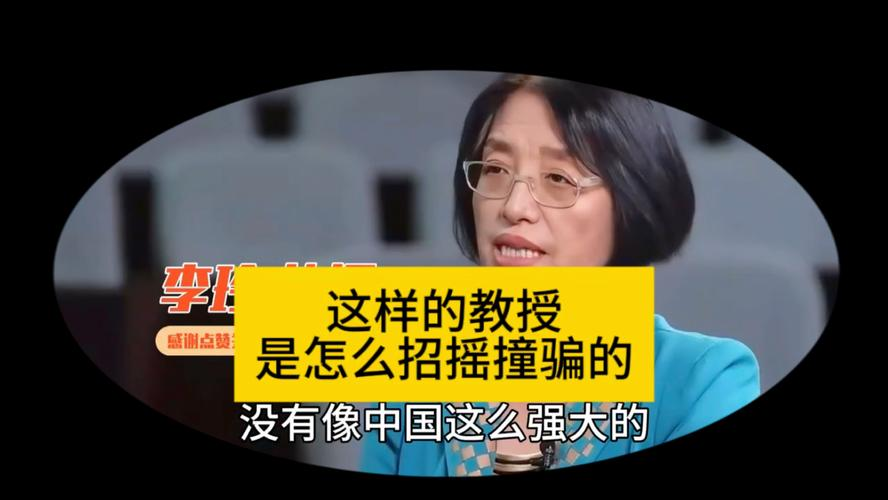 李
感谢点赞
这样的教授
是怎么招摇撞骗的
没有像中国这么强大的